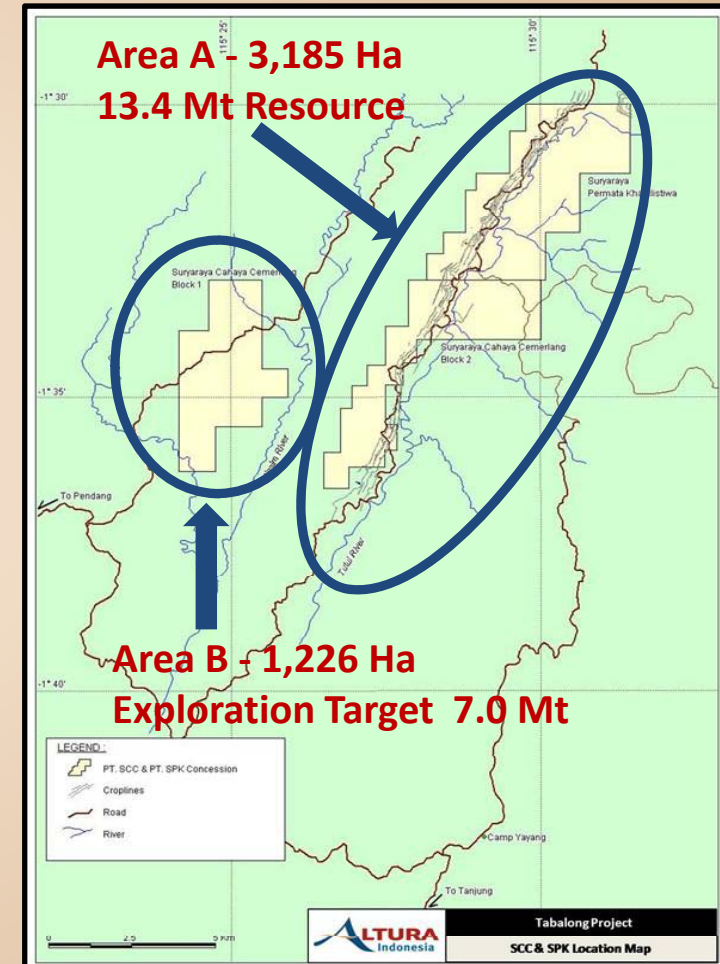 115° 25'
115° 30'
Area A - 3,185 Ha
13.4 Mt Resource
-1° 30'
Suryaraya
Permata Khatulistiwa
Suryaraya Cahaya Cemerlang
Block 1
Suryaraya Cahaya Cemerlang
Block 2
-1° 35'
River
To Pendang
Tutui River
Area B - 1,226 Ha
Exploration Target 7.0 Mt
-1° 40'
LEGEND :
PT. SCC & PT. SPK Concession
Croplines
Road
River
Camp Yayang
To Tanjung
0 2.5 5 Km
ALTURA
Indonesia
Tabalong Project
SCC & SPK Location Map